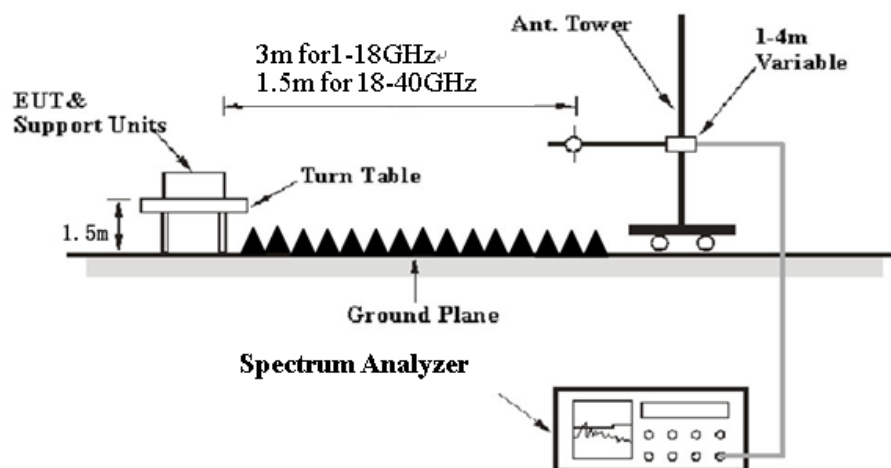 Ant. Tower
1-4m
Variable
3m for1-18GHz↵
1.5m for 18-40GHz
EUT&
Support Units
Turn Table
1.5m
Ground Plane
Spectrum Analyzer